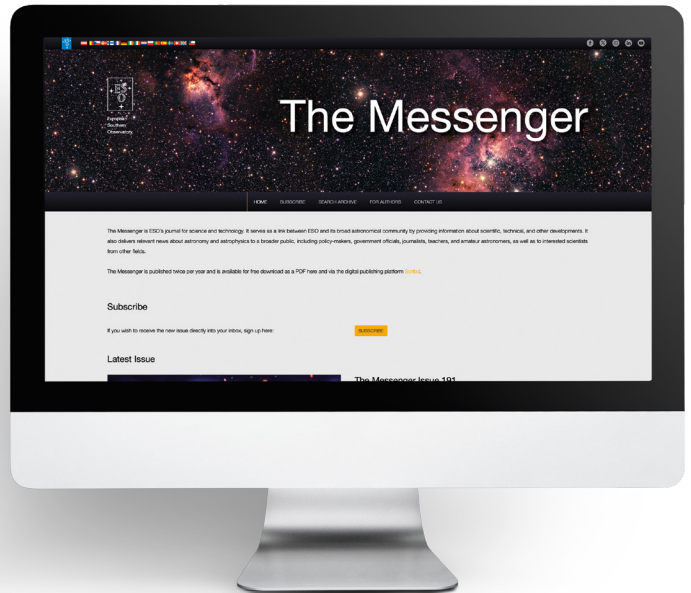 ES
O
European
Southern
Observatory
The Messenger
HOME SUBSCRIBE SEARCH ARCHIVE FOR AUTHORS CONTACT US
The Messenger is ESO's journal for science and technology. It serves as a link between ESO and its broad astronomical community by providing information about scientific, technical, and other developments. It
also delivers relevant news about astronomy and astrophysics to a broader public, including policy-makers, government officials, journalists, teachers, and amateur astronomers, as well as to interested scientists
from other fields.
The Messenger is published twice per year and is available for free download as a PDF here and via the digital publishing platform Scribd.
Subscribe
If you wish to receive the new issue directly into your inbox, sign up here:
SUBSCRIBE
Latest Issue
The Messenger Issue 191